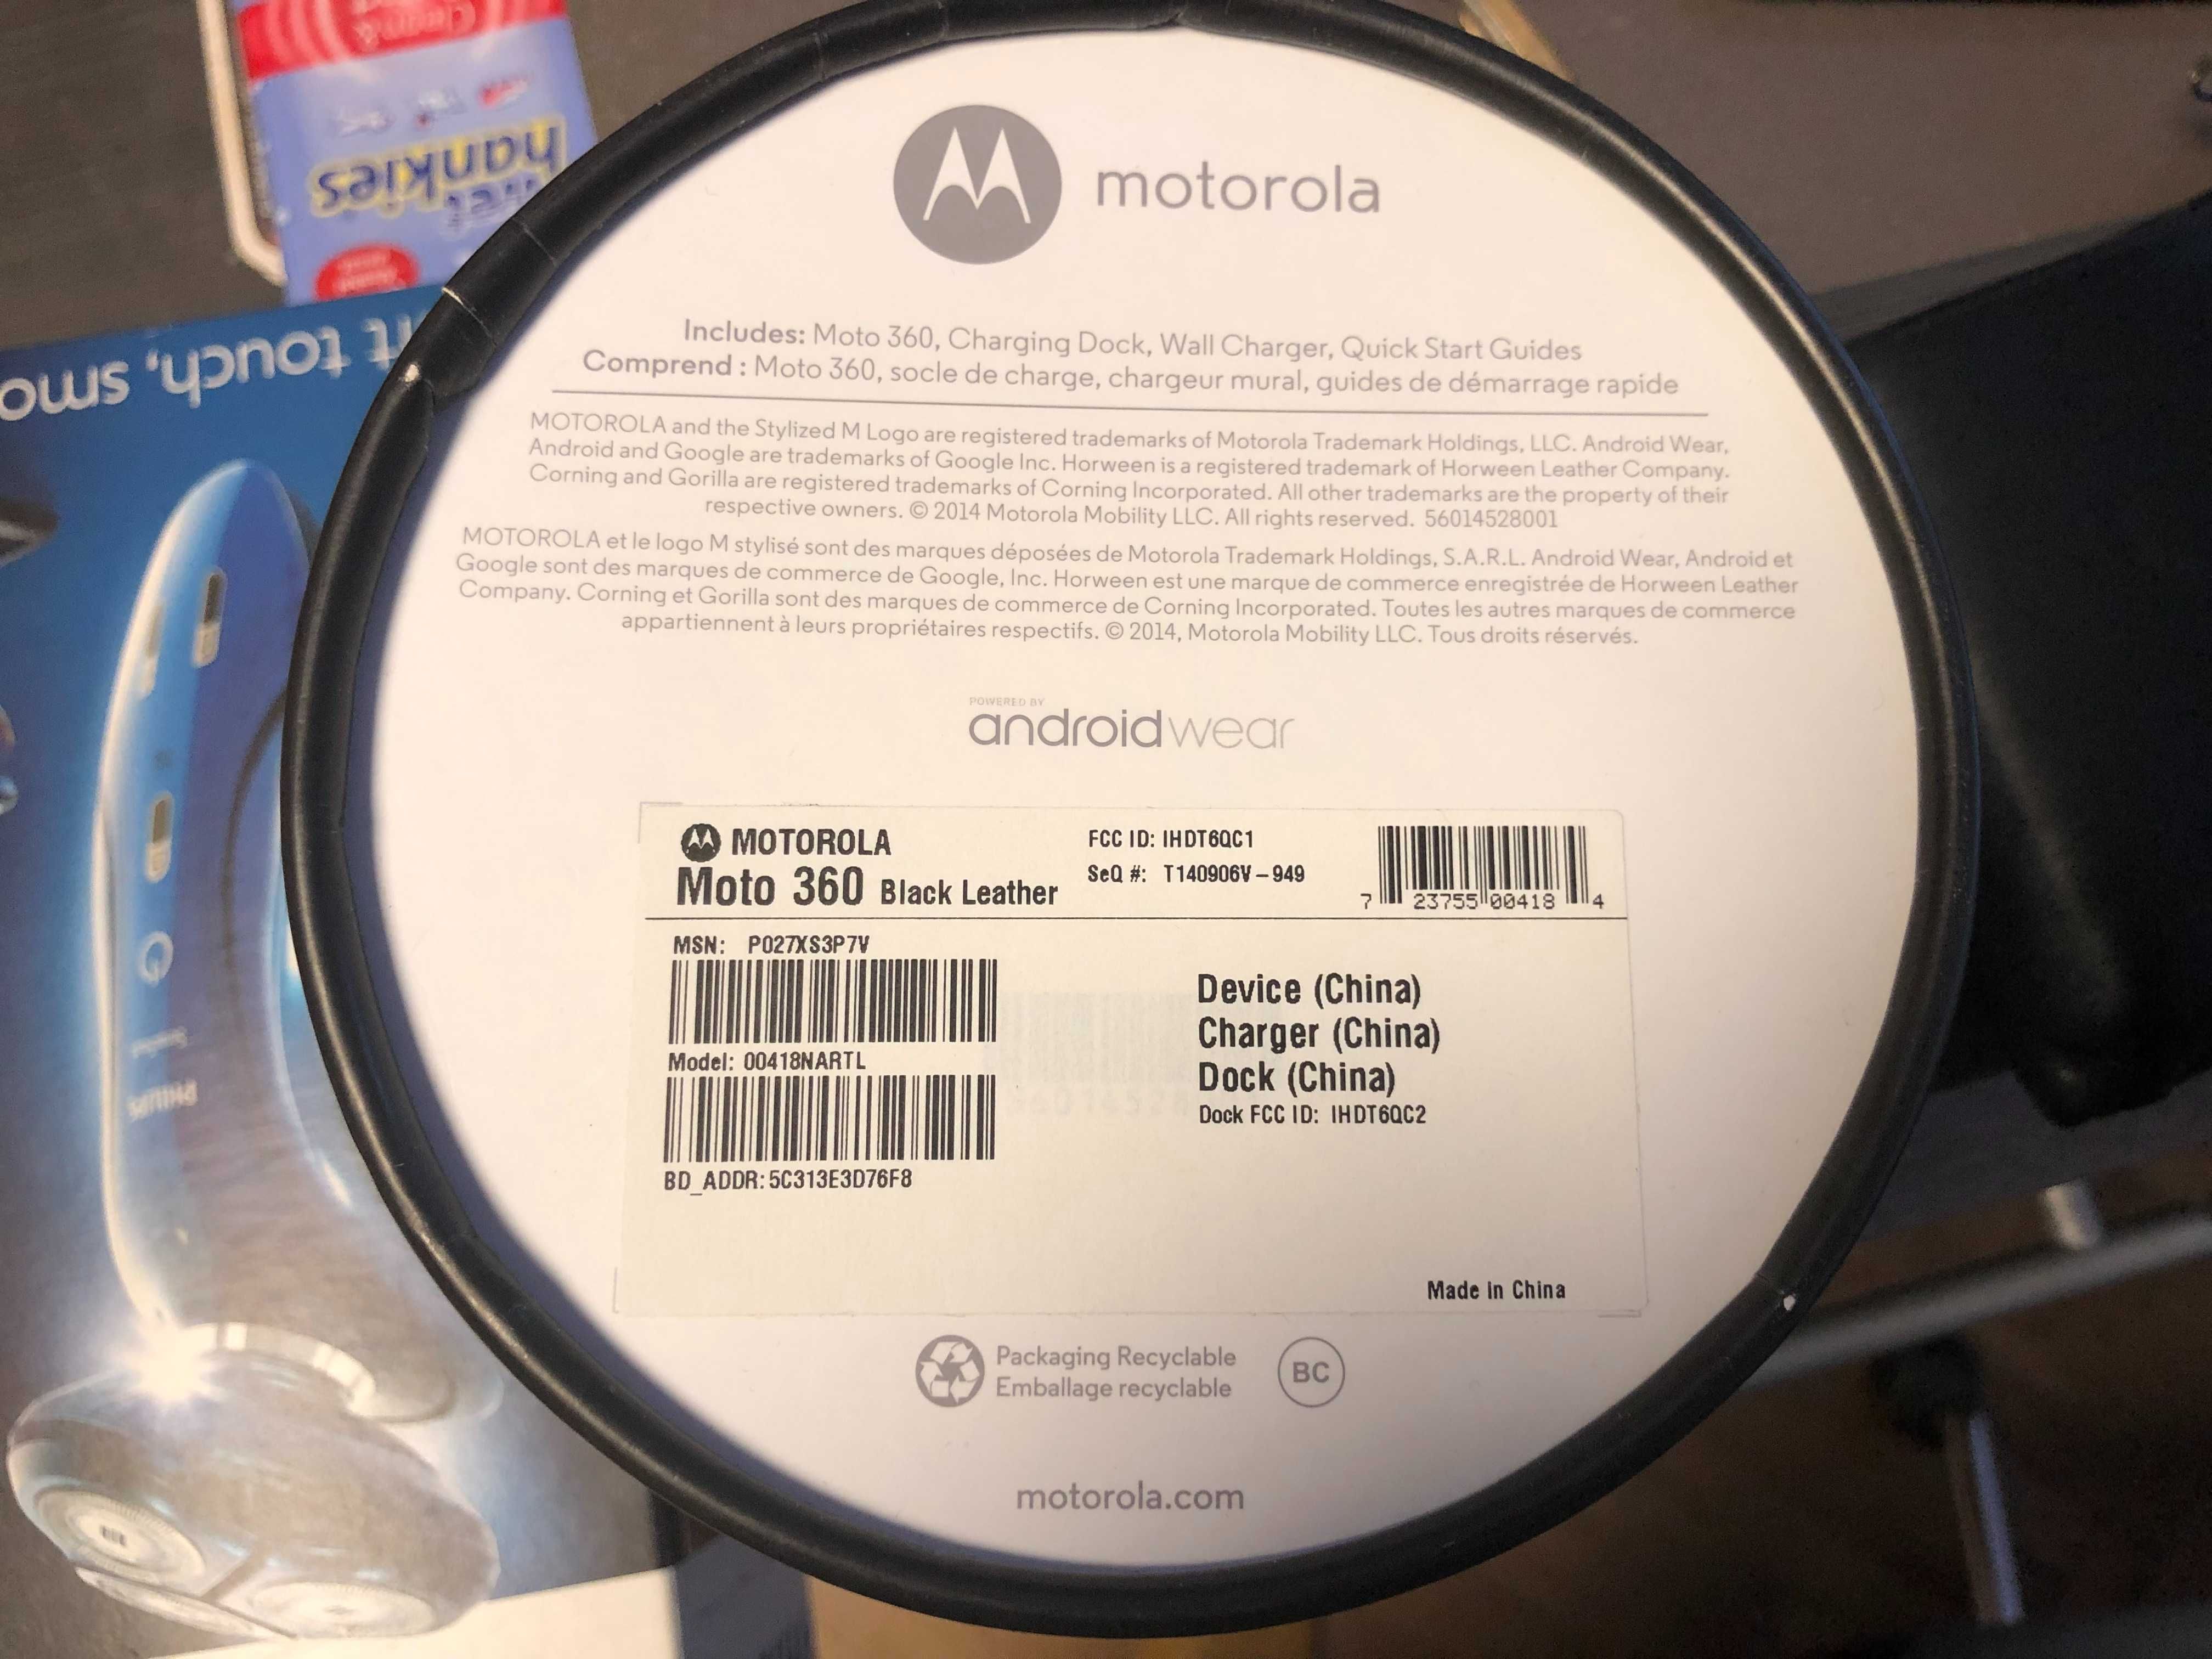 motorola
Includes: Moto 360, Charging Dock, Wall Charger, Quick Start Guides
Comprend : Moto 360, socle de charge, chargeur mural, guides de démarrage rapide
MOTOROLA and the Stylized M Logo are registered trademarks of Motorola Trademark Holdings, LLC. Android Wear,
Android and Google are trademarks of Google Inc. Horween is a registered trademark of Horween Leather Company.
Corning and Gorilla are registered trademarks of Corning Incorporated. All other trademarks are the property of their
respective owners. © 2014 Motorola Mobility LLC. All rights reserved. 56014528001
MOTOROLA et le logo M stylisé sont des marques déposées de Motorola Trademark Holdings, S.A.R.L. Android Wear, Android et
Google sont des marques de commerce de Google, Inc. Horween est une marque de commerce enregistrée de Horween Leather
Company. Corning et Gorilla sont des marques de commerce de Corning Incorporated. Toutes les autres marques de commerce
appartiennent à leurs propriétaires respectifs. © 2014, Motorola Mobility LLC. Tous droits réservés.
POWERED BY
androidwear
MOTOROLA
Moto 360 Black Leather
FCC ID: IHDT6QC1
SeQ #: T140906V-949
7 23755 00418 4
MSN: P027XS3P7V
Model: 00418NARTL
BD_ADDR:5C313E3D76F8
Device (China)
Charger (China)
Dock (China)
Dock FCC ID: IHDT6QC2
Made in China
Packaging Recyclable
Emballage recyclable
BC
motorola.com
hankies
touch, smo
PHILIPS